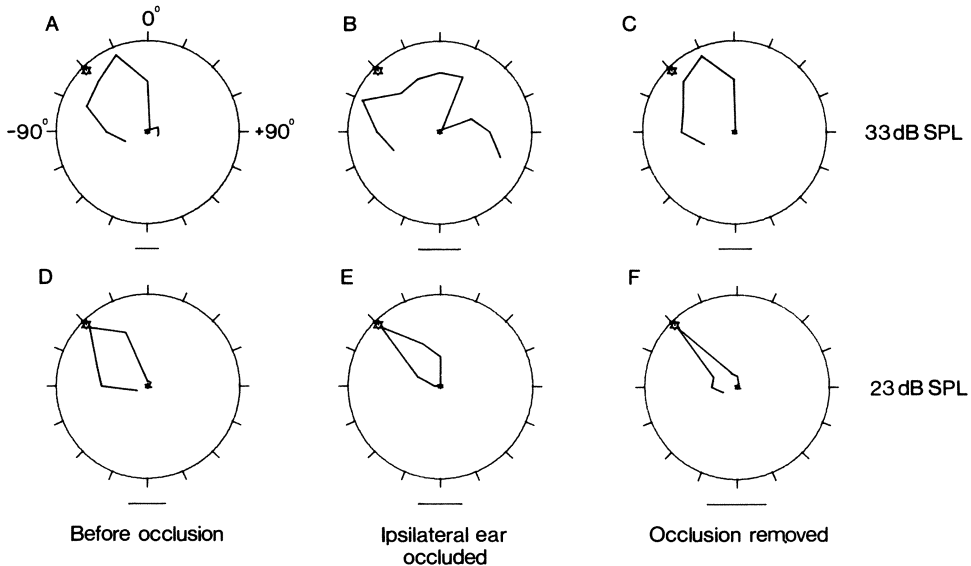 A
B
C
0°
-90°
+90°
33 dB SPL
D
E
F
23 dB SPL
Before occlusion
Ipsilateral ear
occluded
Occlusion removed